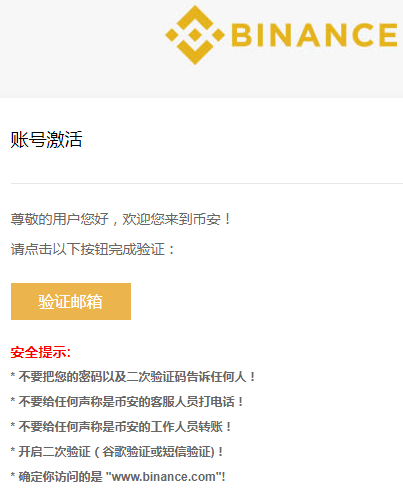 BINANCE
账号激活
尊敬的用户您好，欢迎您来到币安！
请点击以下按钮完成验证：
验证邮箱
安全提示:
* 不要把您的密码以及二次验证码告诉任何人！
* 不要给任何声称是币安的客服人员打电话！
* 不要给任何声称是币安的工作人员转账！
* 开启二次验证（谷歌验证或短信验证)！
* 确定你访问的是 "www.binance.com"!